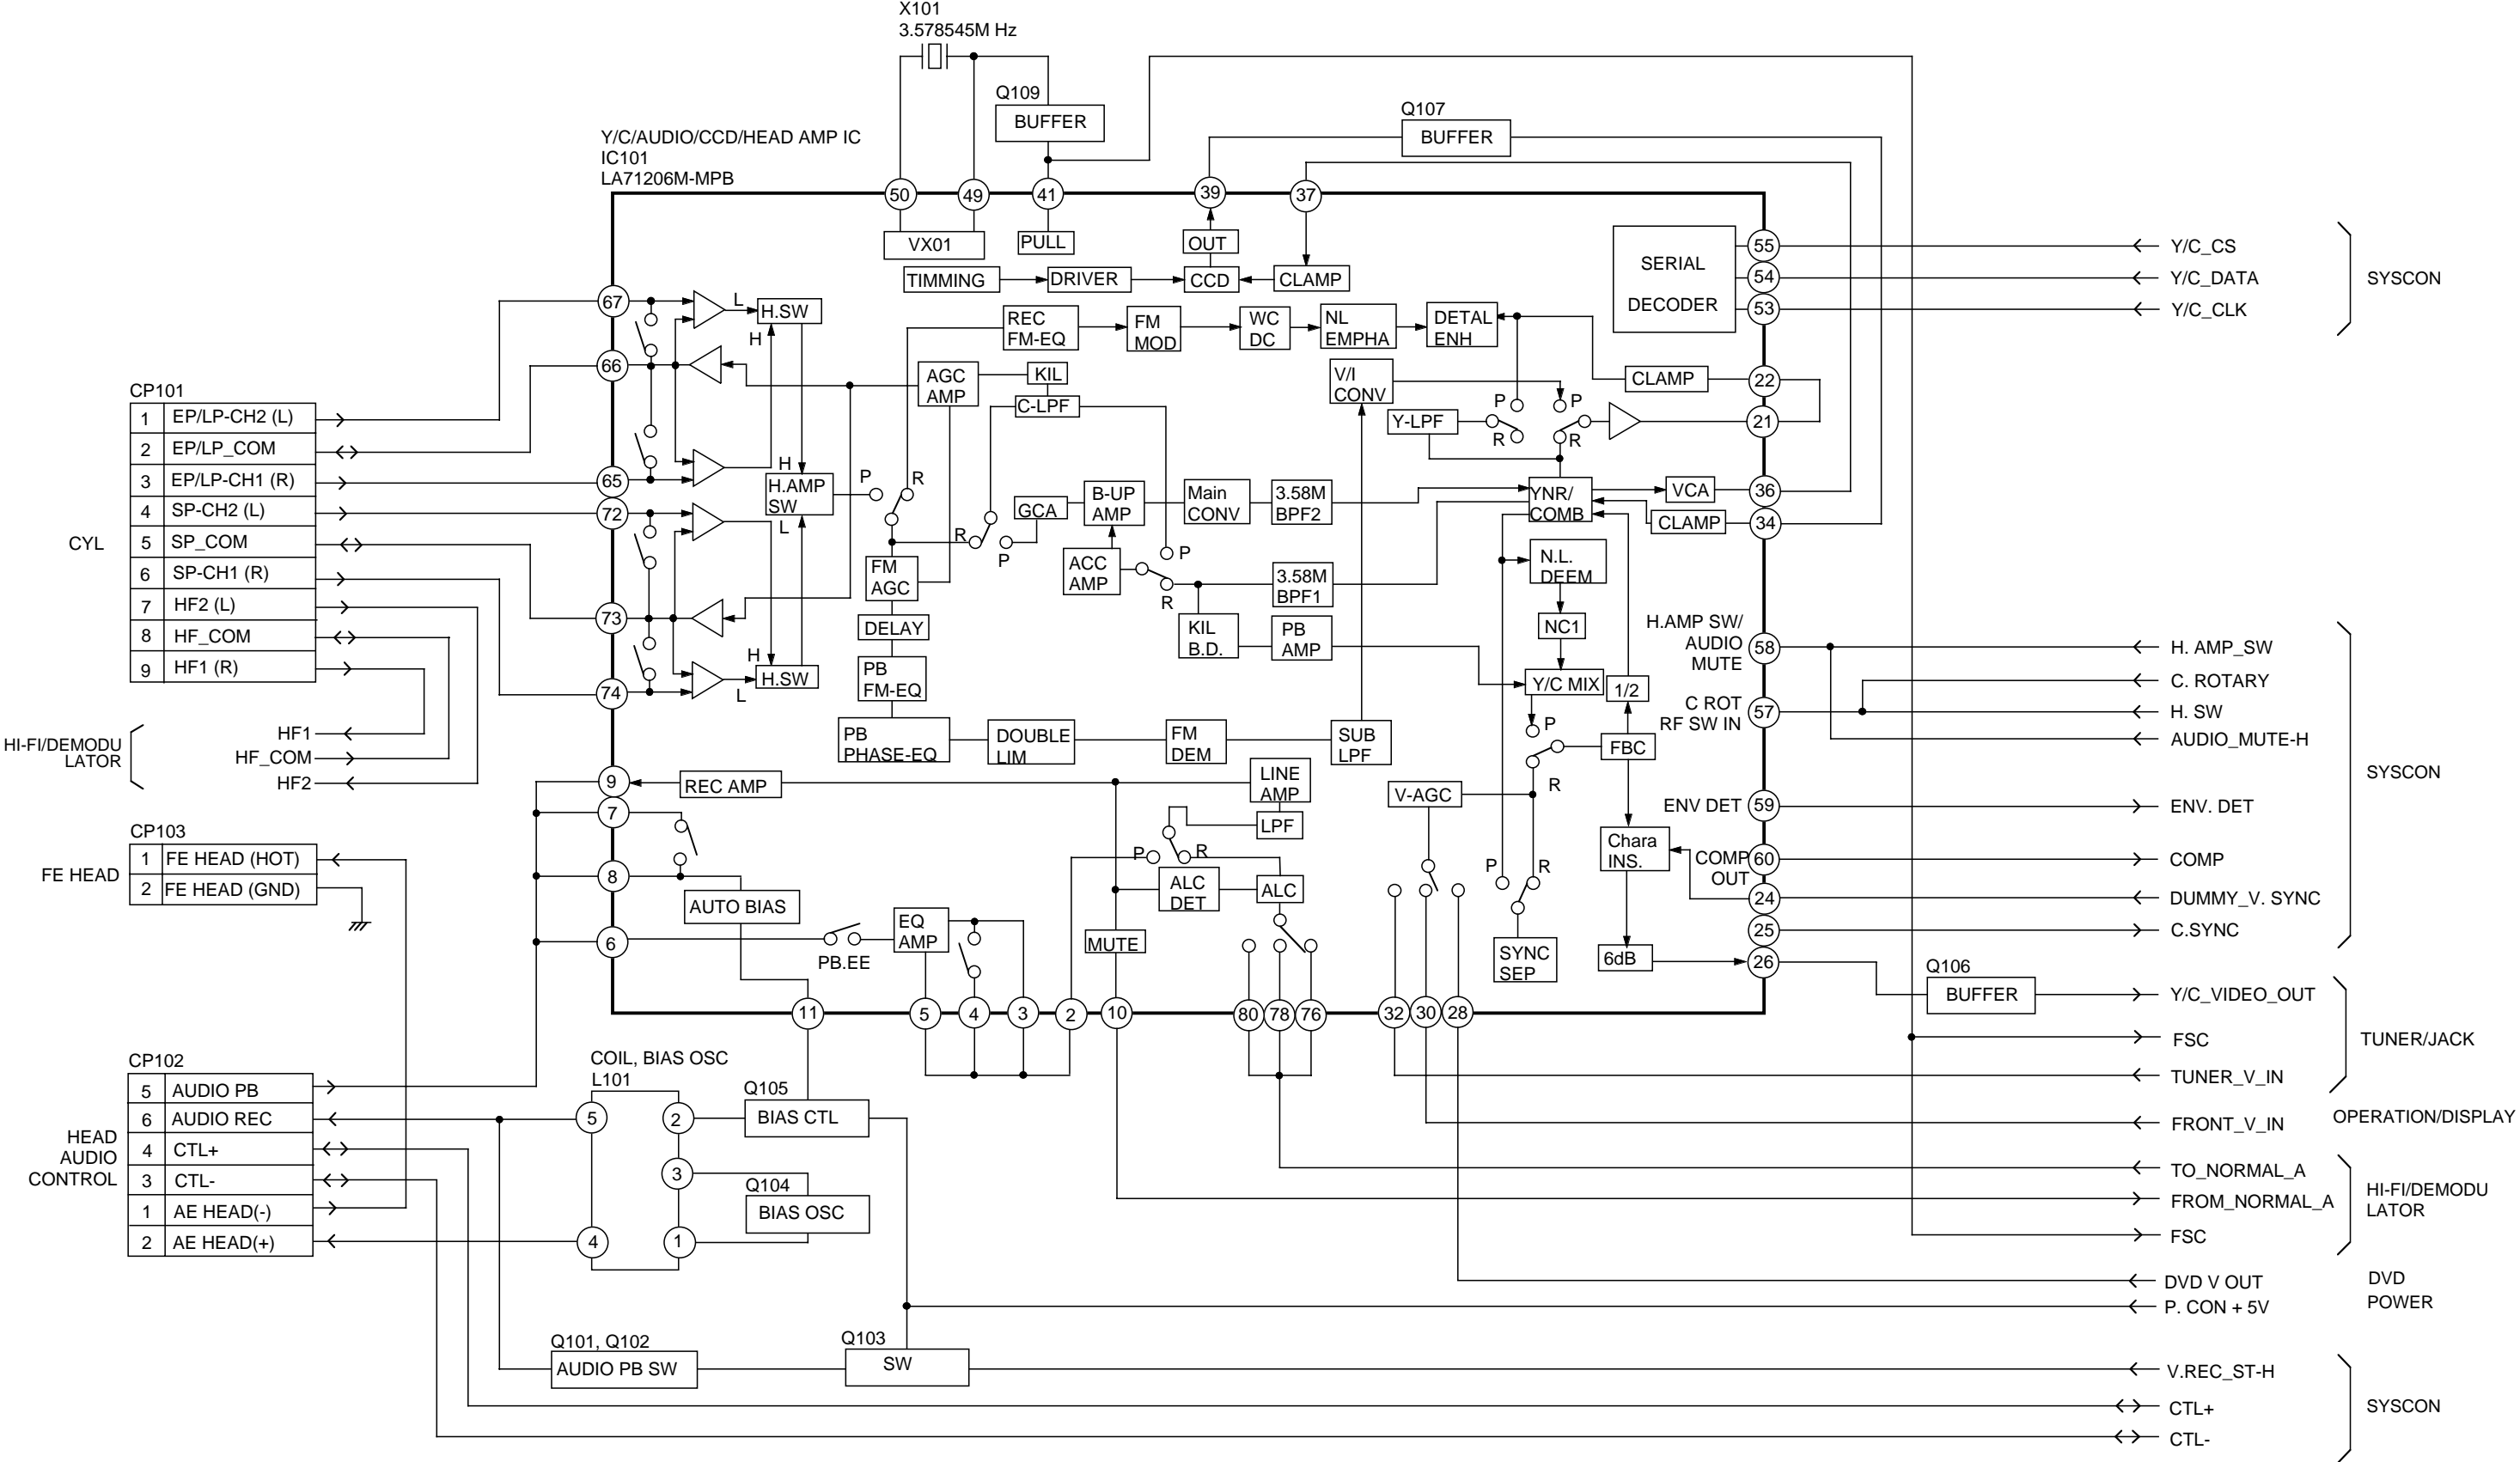 X101
3.578545M Hz
Q109
BUFFER
Q107
BUFFER
Y/C/AUDIO/CCD/HEAD AMP IC
IC101
LA71206M-MPB
50
49
41
39
37
VX01
PULL
OUT
TIMMING
DRIVER
CCD
CLAMP
SERIAL
DECODER
55
54
53
Y/C_CS
Y/C_DATA
Y/C_CLK
SYSCON
67
66
65
72
73
74
L
H.SW
H
H
H.AMP
SW
L
H
H.SW
L
P
R
REC
FM-EQ
FM
MOD
WC
DC
NL
EMPHA
DETAL
ENH
AGC
AMP
KIL
C-LPF
V/I
CONV
CLAMP
22
21
Y-LPF
P
R
P
R
GCA
B-UP
AMP
Main
CONV
3.58M
BPF2
YNR/
COMB
VCA
36
CLAMP
34
R
P
P
R
FM
AGC
ACC
AMP
3.58M
BPF1
N.L.
DEEM
DELAY
KIL
B.D.
PB
AMP
NC1
PB
FM-EQ
Y/C MIX
1/2
PB
PHASE-EQ
DOUBLE
LIM
FM
DEM
SUB
LPF
P
R
FBC
CP101
1 EP/LP-CH2 (L)
2 EP/LP_COM
3 EP/LP-CH1 (R)
4 SP-CH2 (L)
5 SP_COM
6 SP-CH1 (R)
7 HF2 (L)
8 HF_COM
9 HF1 (R)
CYL
HI-FI/DEMODU
LATOR
HF1
HF_COM
HF2
H.AMP SW/
AUDIO
MUTE
58
C ROT
RF SW IN
57
H. AMP_SW
C. ROTARY
H. SW
AUDIO_MUTE-H
SYSCON
ENV DET
59
ENV. DET
COMP
OUT
60
COMP
24
DUMMY_V. SYNC
25
C.SYNC
26
Q106
BUFFER
Y/C_VIDEO_OUT
FSC
TUNER_V_IN
TUNER/JACK
FRONT_V_IN
OPERATION/DISPLAY
9
7
8
6
REC AMP
LINE
AMP
LPF
V-AGC
Chara
INS.
P
R
ALC
DET
ALC
AUTO BIAS
PB.EE
EQ
AMP
MUTE
P
R
SYNC
SEP
6dB
11
5
4
3
2
10
80
78
76
32
30
28
CP103
1 FE HEAD (HOT)
2 FE HEAD (GND)
FE HEAD
CP102
5 AUDIO PB
6 AUDIO REC
4 CTL+
3 CTL-
1 AE HEAD(-)
2 AE HEAD(+)
HEAD
AUDIO
CONTROL
COIL, BIAS OSC
L101
5
2
3
4
1
Q105
BIAS CTL
Q104
BIAS OSC
TO_NORMAL_A
FROM_NORMAL_A
FSC
HI-FI/DEMODU
LATOR
DVD V OUT
DVD
P. CON + 5V
POWER
Q101, Q102
AUDIO PB SW
Q103
SW
V.REC_ST-H
CTL+
CTL-
SYSCON